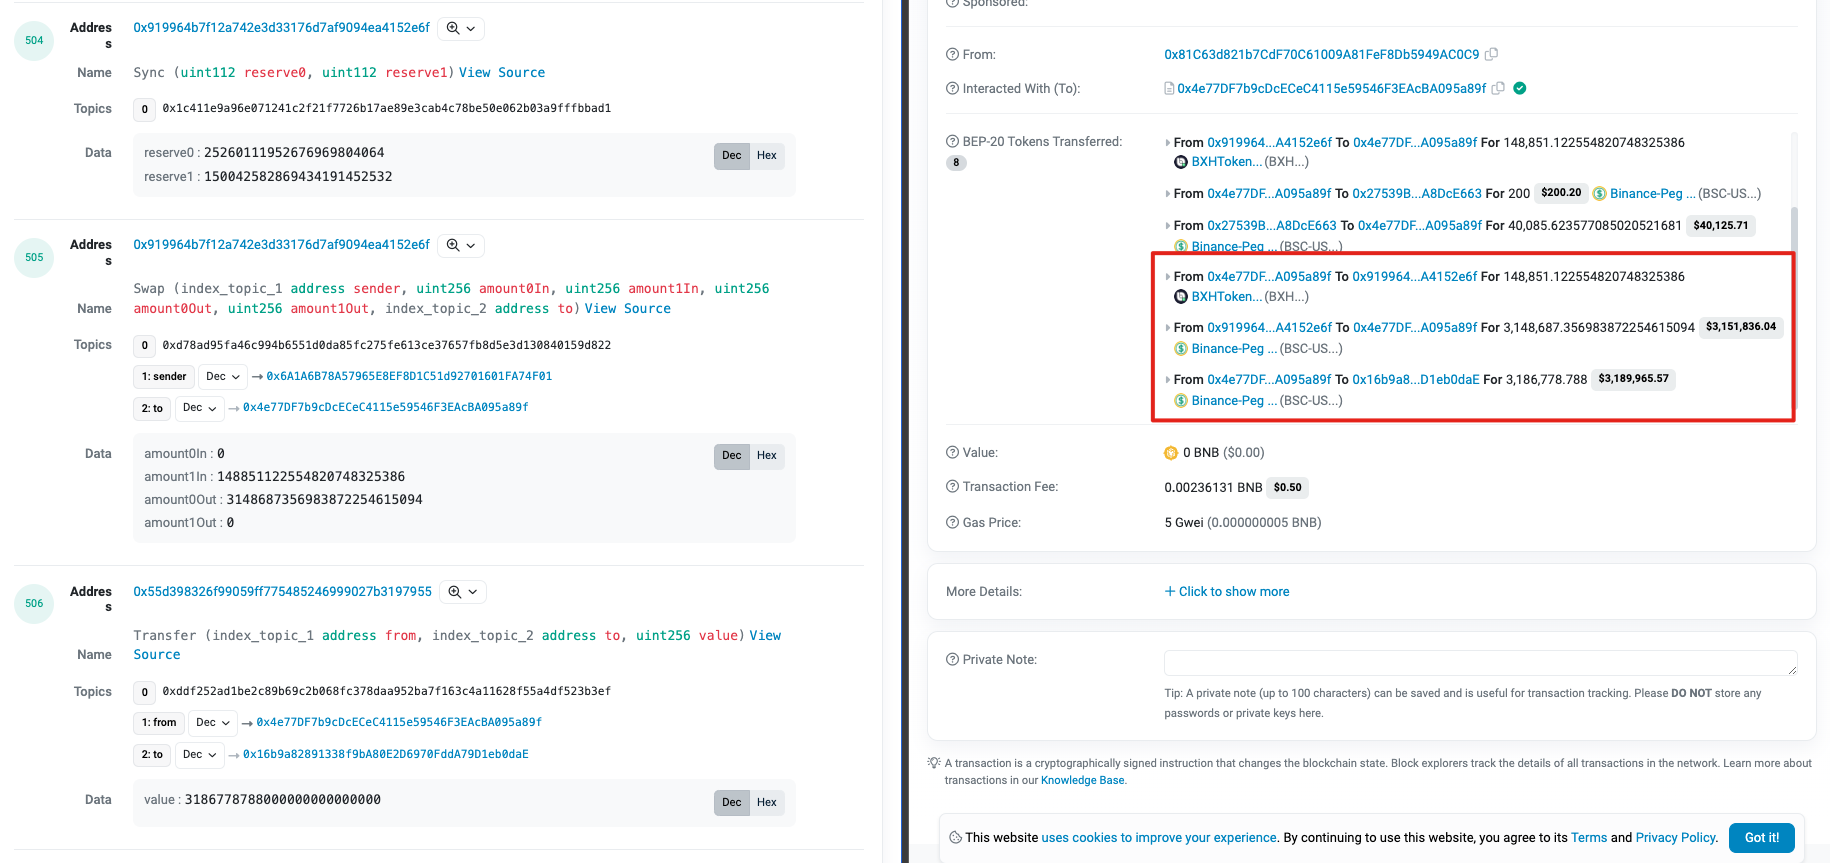 504
Address
0x919964b7f12a742e3d33176d7af9094ea4152e6f
Name
Sync (uint112 reserve0, uint112 reserve1) View Source
Topics
0 0x1c411e9a96e071241c2f21f7726b17ae89e3cab4c78be50e062b03a9fffbbad1
Data
reserve0 : 25260111952676969804064
reserve1 : 150042582869434191452532
Dec Hex
505
Address
0x919964b7f12a742e3d33176d7af9094ea4152e6f
Name
Swap (index_topic_1 address sender, uint256 amount0In, uint256 amount1In, uint256
amount0Out, uint256 amount1Out, index_topic_2 address to) View Source
Topics
0 0xd78ad95fa46c994b6551d0da85fc275fe613ce37657fb8d5e3d130840159d822
1: sender Dec → 0x6A1A6B78A57965E8EF8D1C51d92701601FA74F01
2: to Dec → 0x4e77DF7b9cDcECeC4115e59546F3EAcBA095a89f
Data
amount0In : 0
amount1In : 148851122554820748325386
amount0Out : 3148687356983872254615094
amount1Out : 0
Dec Hex
506
Address
0x55d398326f99059ff775485246999027b3197955
Name
Transfer (index_topic_1 address from, index_topic_2 address to, uint256 value) View
Source
Topics
0 0xddf252ad1be2c89b69c2b068fc378daa952ba7f163c4a11628f55a4df523b3ef
1: from Dec → 0x4e77DF7b9cDcECeC4115e59546F3EAcBA095a89f
2: to Dec → 0x16b9a82891338f9bA80E2D6970FddA79D1eb0daE
Data
value : 3186778788000000000000000
Dec Hex
Sponsored:
From:
0x81C63d821b7CdF70C61009A81FeF8Db5949AC0C9
Interacted With (To):
0x4e77DF7b9cDcECeC4115e59546F3EAcBA095a89f
BEP-20 Tokens Transferred:
8
From 0x919964...A4152e6f To 0x4e77DF...A095a89f For 148,851.122554820748325386
BXHToken... (BXH...)
From 0x4e77DF...A095a89f To 0x27539B...A8DcE663 For 200 $200.20 Binance-Peg ... (BSC-US...)
From 0x27539B...A8DcE663 To 0x4e77DF...A095a89f For 40,085.623577085020521681 $40,125.71
Binance-Peg ... (BSC-US...)
From 0x4e77DF...A095a89f To 0x919964...A4152e6f For 148,851.122554820748325386
BXHToken... (BXH...)
From 0x919964...A4152e6f To 0x4e77DF...A095a89f For 3,148,687.356983872254615094 $3,151,836.04
Binance-Peg ... (BSC-US...)
From 0x4e77DF...A095a89f To 0x16b9a8...D1eb0daE For 3,186,778.788 $3,189,965.57
Binance-Peg ... (BSC-US...)
Value:
0 BNB ($0.00)
Transaction Fee:
0.00236131 BNB $0.50
Gas Price:
5 Gwei (0.000000005 BNB)
More Details:
+ Click to show more
Private Note:
Tip: A private note (up to 100 characters) can be saved and is useful for transaction tracking. Please DO NOT store any
passwords or private keys here.
A transaction is a cryptographically signed instruction that changes the blockchain state. Block explorers track the details of all transactions in the network. Learn more about
transactions in our Knowledge Base.
This website uses cookies to improve your experience. By continuing to use this website, you agree to its Terms and Privacy Policy.
Got it!